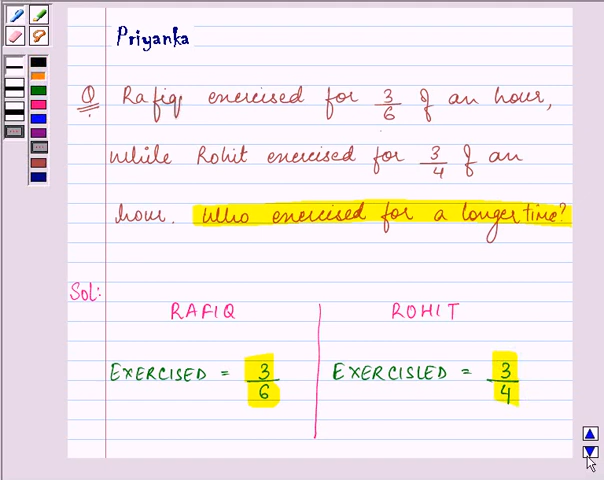 Priyanka
Q Rafiq exercised for 3/6 of an hour,
while Rohit exercised for 3/4 of an
hour. Who exercised for a longer time?
Sol:
RAFIQ ROHIT
EXERCISED = 3/6 EXERCISLED = 3/4